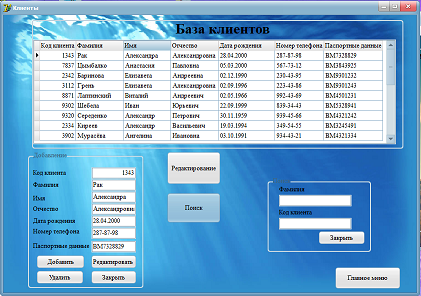 Клиенты
База клиентов
Код клиента Фамилия Имя Отчество Дата рождения Номер телефона Паспортные данные
1343 Рак Александра Александровна 28.04.2000 287-87-98 ВМ7328829
7837 Цымбалко Анастасия Павловна 05.03.2000 567-73-12 ВМ3843925
2342 Баринова Елизавета Андреевна 02.12.1990 230-43-95 ВМ9301232
3112 Грень Елизавета Александровна 02.09.1996 223-43-86 ВМ9301243
8871 Лапинский Виталий Андреевич 02.05.1966 992-43-69 ВМ4501231
9302 Шебеда Иван Юрьевич 22.09.1999 839-34-43 ВМ5328941
9320 Середенко Александр Петрович 30.11.1959 939-45-66 ВМ4321242
2334 Киреев Александр Васильевич 19.03.1994 349-54-55 ВМ3245491
3902 Мурасёва Ангелина Ивановна 03.10.1991 934-43-21 ВМ4321334
Добавление
Код клиента 1343
Фамилия Рак
Имя Александра
Отчество Александровна
Дата рождения 28.04.2000
Номер телефона 287-87-98
Паспортные данные ВМ7328829
Добавить Редактировать
Удалить Закрыть
Редактирование
Поиск
Фамилия
Код клиента
Закрыть
Главное меню